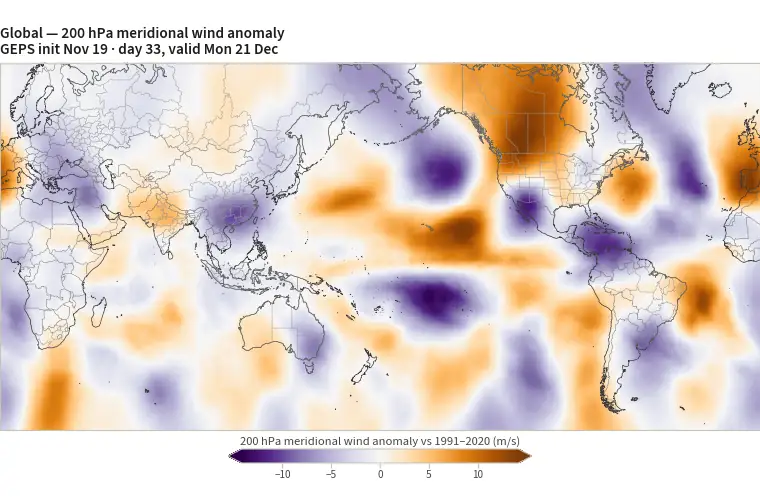 Global — 200 hPa meridional wind anomaly
GEPS init Nov 19 · day 33, valid Mon 21 Dec
200 hPa meridional wind anomaly vs 1991–2020 (m/s)
−10 −5 0 5 10